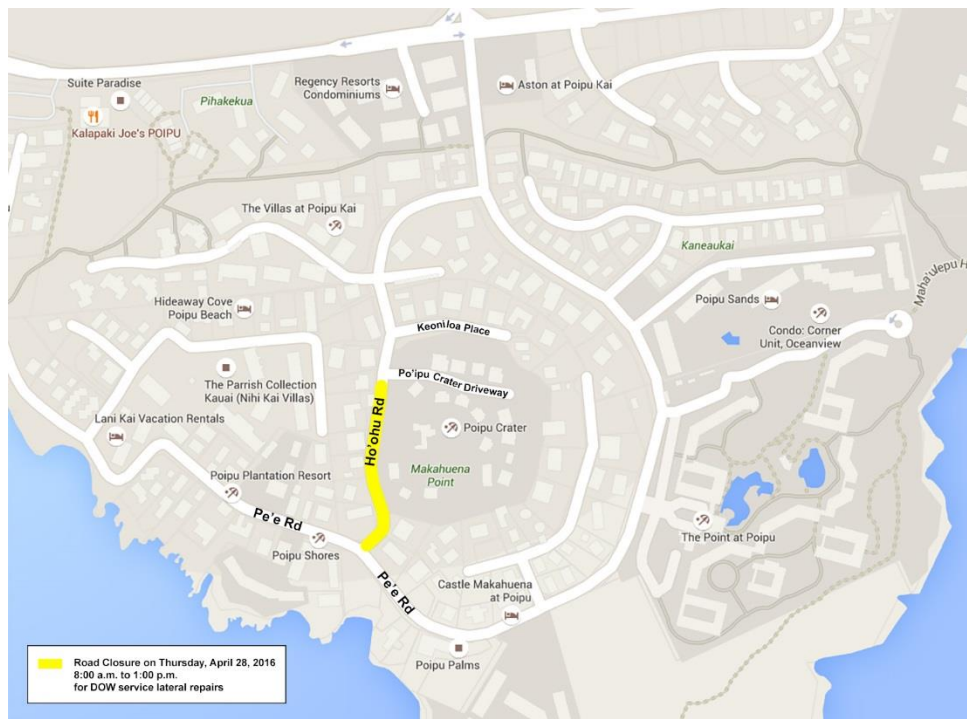 Suite Paradise
Kalapaki Joe's POIPU
Pihakekua
Regency Resorts
Condominiums
Aston at Poipu Kai
The Villas at Poipu Kai
Kaneaukai
Hideaway Cove
Poipu Beach
Poipu Sands
Condo: Corner
Unit, Oceanview
Maha'ulepu H
Keoniloa Place
Po'ipu Crater Driveway
The Parrish Collection
Kauai (Nihi Kai Villas)
Lani Kai Vacation Rentals
Ho'ohu Rd
Poipu Crater
Makahuena
Point
Poipu Plantation Resort
Pe'e Rd
Poipu Shores
The Point at Poipu
Pe'e Rd
Castle Makahuena
at Poipu
Poipu Palms
Road Closure on Thursday, April 28, 2016
8:00 a.m. to 1:00 p.m.
for DOW service lateral repairs